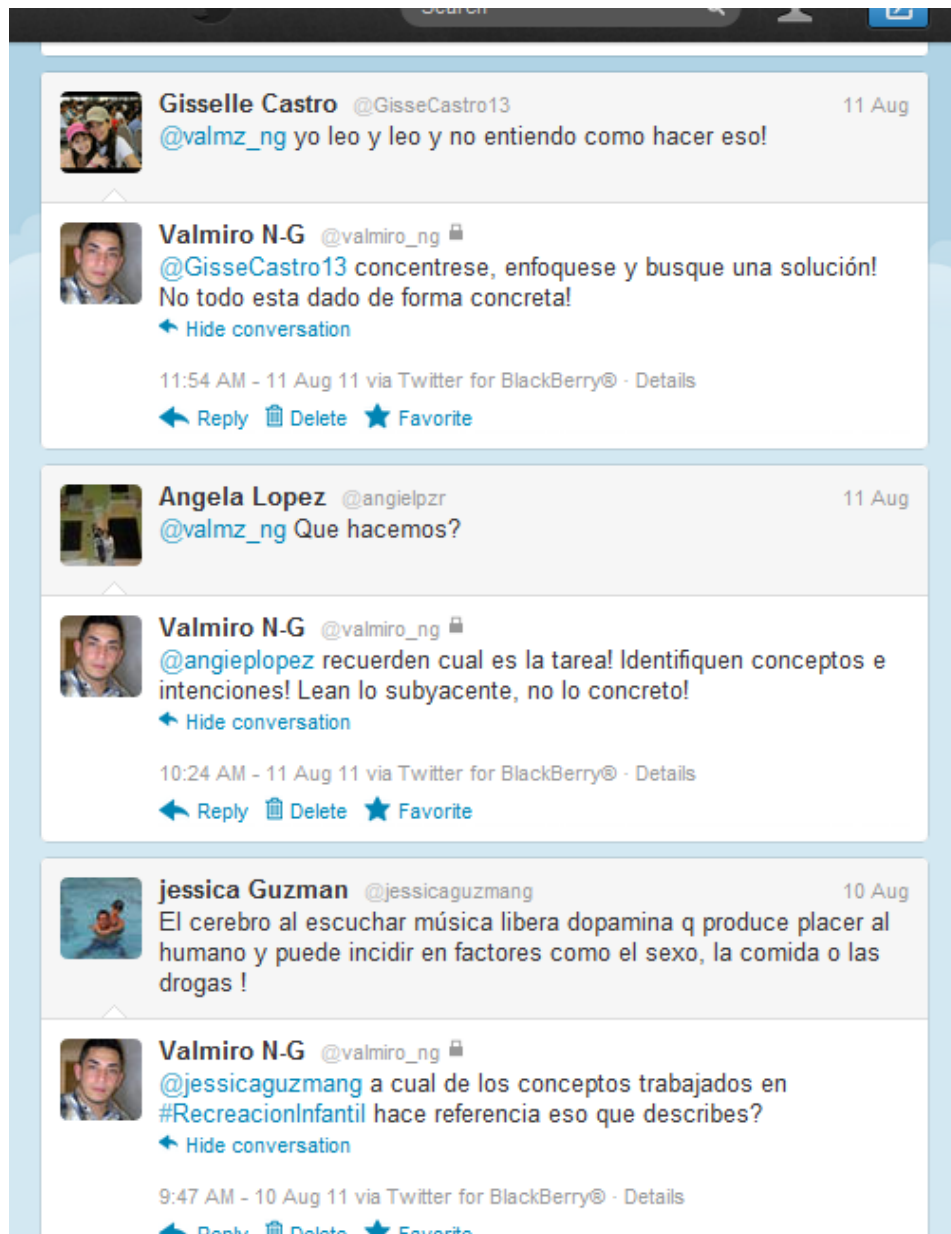 Search
Gisselle Castro @GisseCastro13 11 Aug
@valmz_ng yo leo y leo y no entiendo como hacer eso!
Valmiro N-G @valmiro_ng
@GisseCastro13 concentrese, enfoquese y busque una solución!
No todo esta dado de forma concreta!
Hide conversation
11:54 AM - 11 Aug 11 via Twitter for BlackBerry® · Details
Reply Delete Favorite
Angela Lopez @angielpzr 11 Aug
@valmz_ng Que hacemos?
Valmiro N-G @valmiro_ng
@angieplopez recuerden cual es la tarea! Identifiquen conceptos e
intenciones! Lean lo subyacente, no lo concreto!
Hide conversation
10:24 AM - 11 Aug 11 via Twitter for BlackBerry® · Details
Reply Delete Favorite
jessica Guzman @jessicaguzmang 10 Aug
El cerebro al escuchar música libera dopamina q produce placer al
humano y puede incidir en factores como el sexo, la comida o las
drogas !
Valmiro N-G @valmiro_ng
@jessicaguzmang a cual de los conceptos trabajados en
#RecreacionInfantil hace referencia eso que describes?
Hide conversation
9:47 AM - 10 Aug 11 via Twitter for BlackBerry® · Details
Reply Delete Favorite